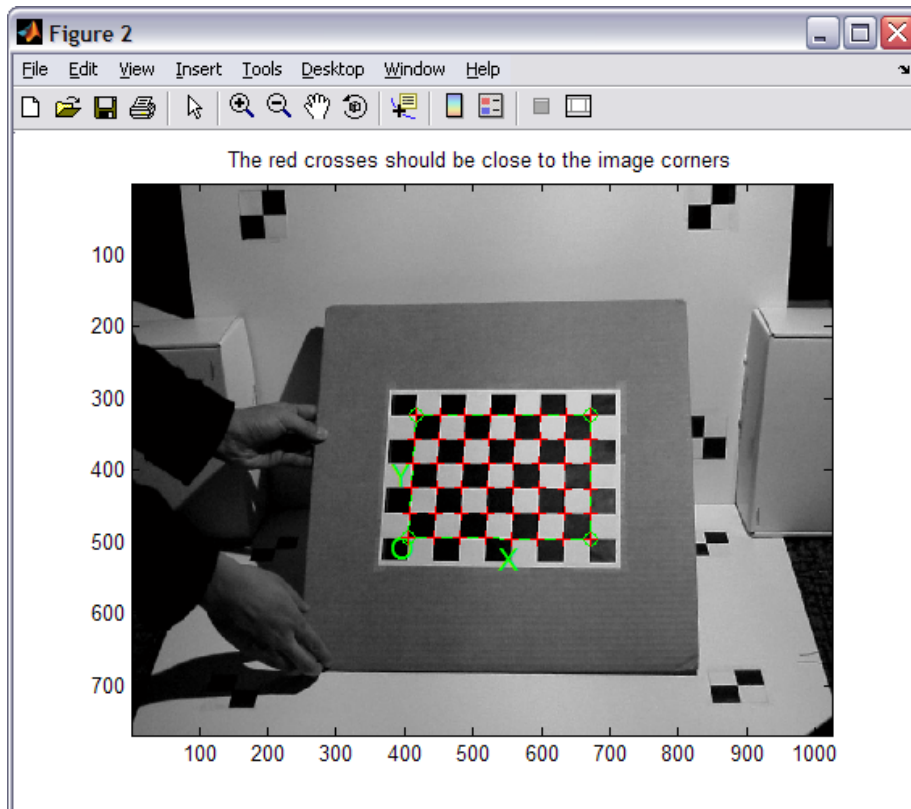 Figure 2
File Edit View Insert Tools Desktop Window Help
The red crosses should be close to the image corners
100
200
300
400
500
600
700
Y
O
X
100 200 300 400 500 600 700 800 900 1000